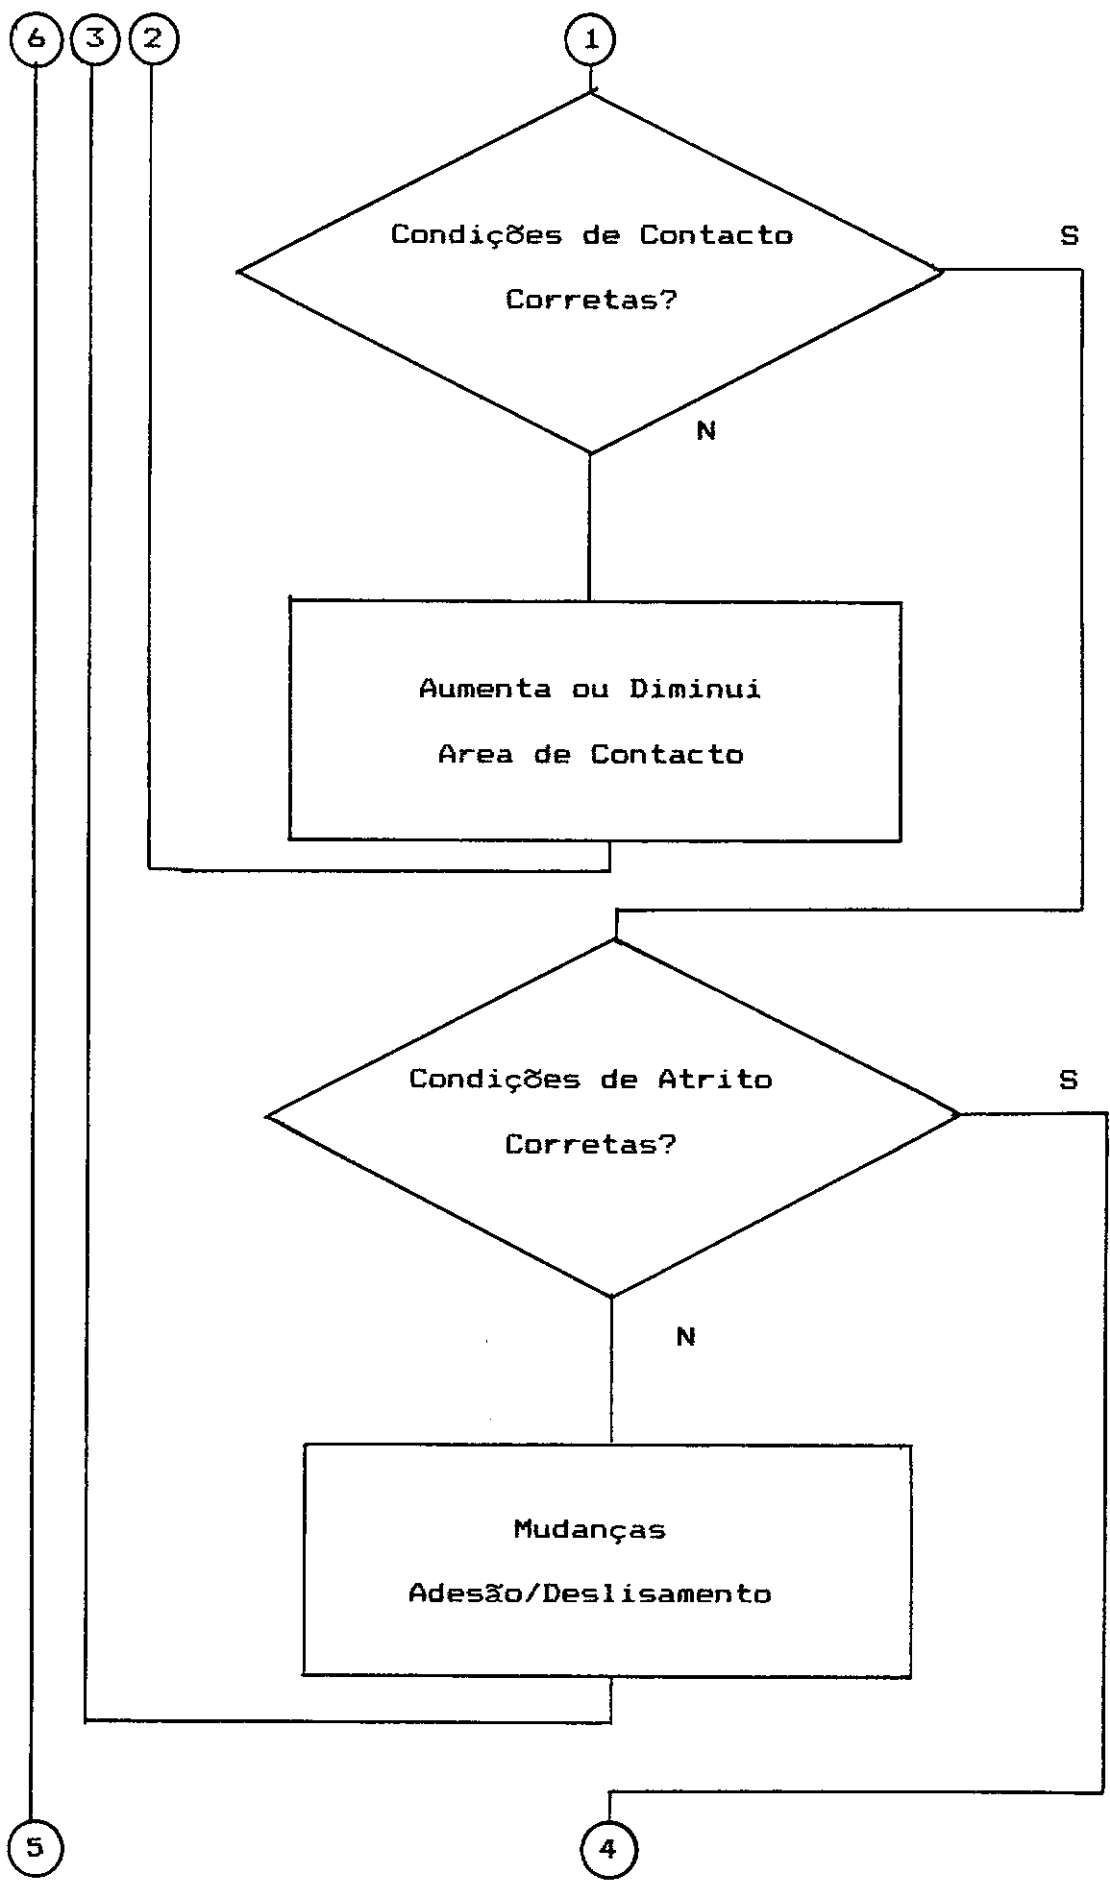 6 3 2 1
Condições de Contacto S
Corretas?
N
Aumenta ou Diminui
Area de Contacto
Condições de Atrito S
Corretas?
N
Mudanças
Adesão/Deslisamento
5 4